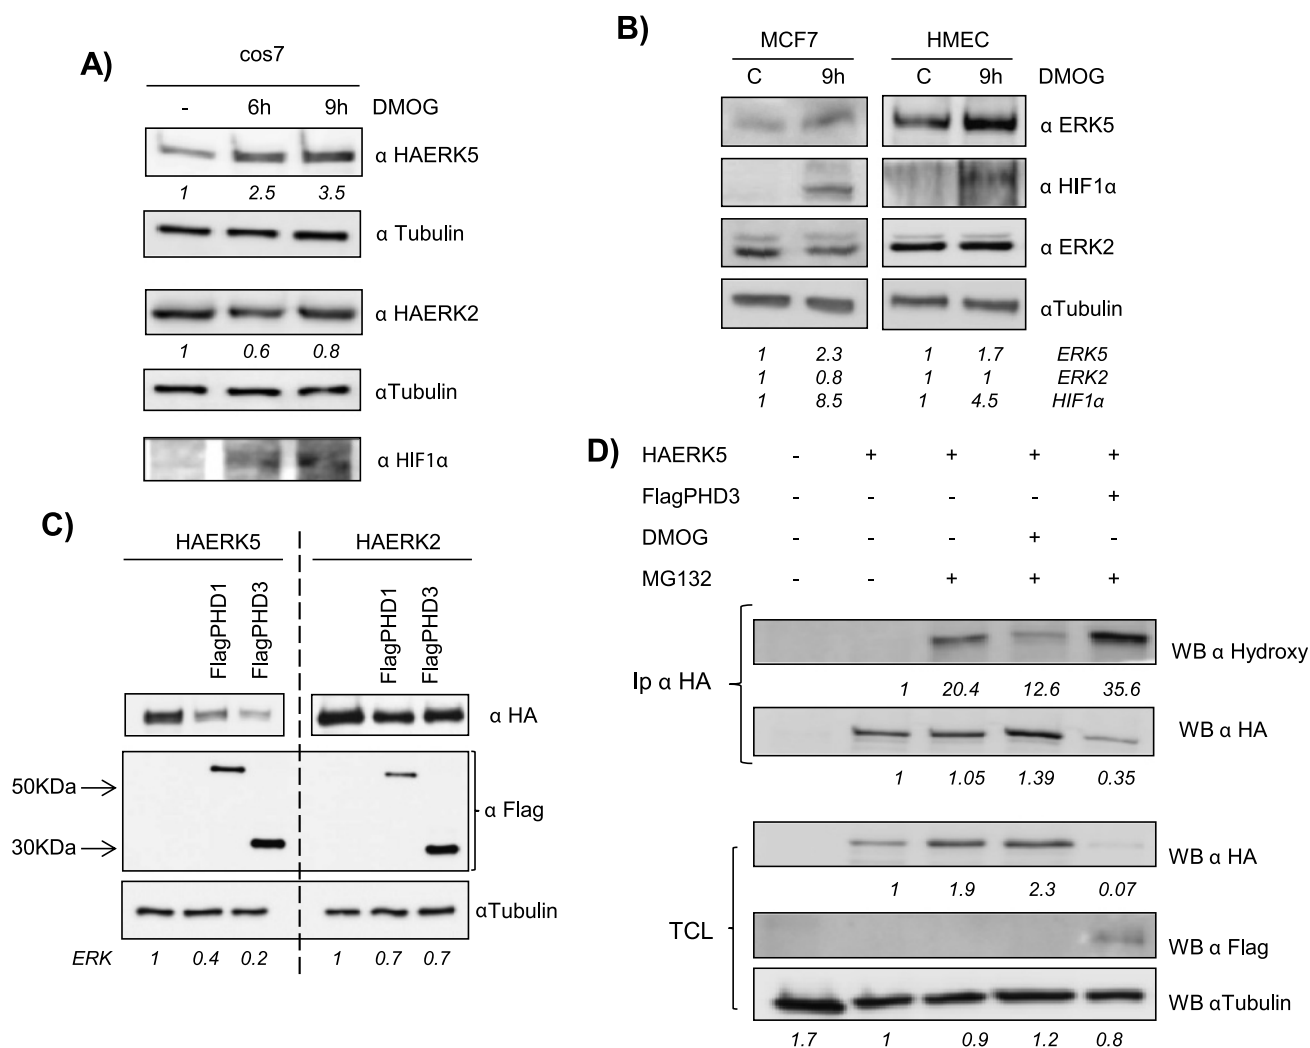 A)
cos7
- 6h 9h DMOG
α HAERK5
1 2.5 3.5
α Tubulin
α HAERK2
1 0.6 0.8
αTubulin
α HIF1α
B)
MCF7 HMEC
C 9h C 9h DMOG
α ERK5
α HIF1α
α ERK2
αTubulin
1 2.3 1 1.7 ERK5
1 0.8 1 1 ERK2
1 8.5 1 4.5 HIF1α
C)
HAERK5 HAERK2
FlagPHD1 FlagPHD3 FlagPHD1 FlagPHD3
α HA
50KDa
α Flag
30KDa
αTubulin
ERK 1 0.4 0.2 1 0.7 0.7
D)
HAERK5 - + + + +
FlagPHD3 - - - - +
DMOG - - - + -
MG132 - - + + +
Ip α HA
WB α Hydroxy
1 20.4 12.6 35.6
WB α HA
1 1.05 1.39 0.35
TCL
WB α HA
1 1.9 2.3 0.07
WB α Flag
WB αTubulin
1.7 1 0.9 1.2 0.8